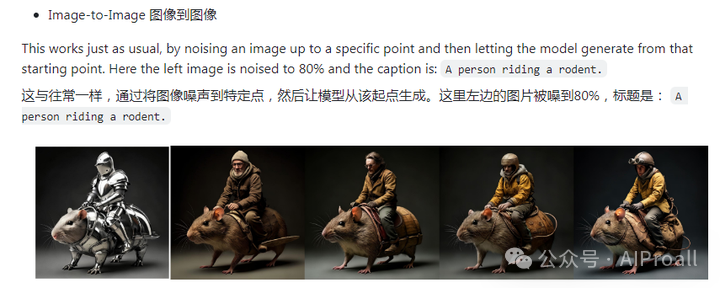 Image-to-Image 图像到图像
This works just as usual, by noising an image up to a specific point and then letting the model generate from that
starting point. Here the left image is noised to 80% and the caption is: A person riding a rodent.
这与往常一样，通过将图像噪声到特定点，然后让模型从该起点生成。这里左边的图片被噪到80%，标题是： A
person riding a rodent.
公众号 · AIProall